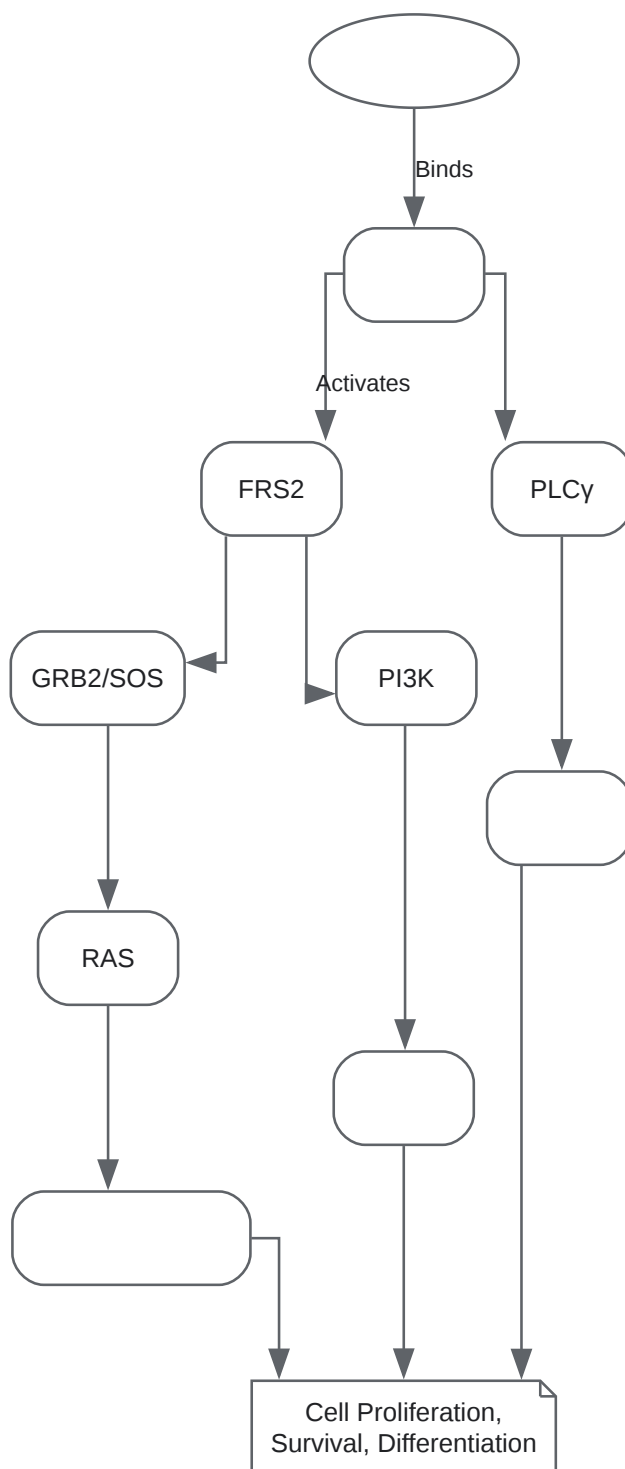 Binds
Activates
FRS2
PLCγ
GRB2/SOS
PI3K
RAS
Cell Proliferation,
Survival, Differentiation